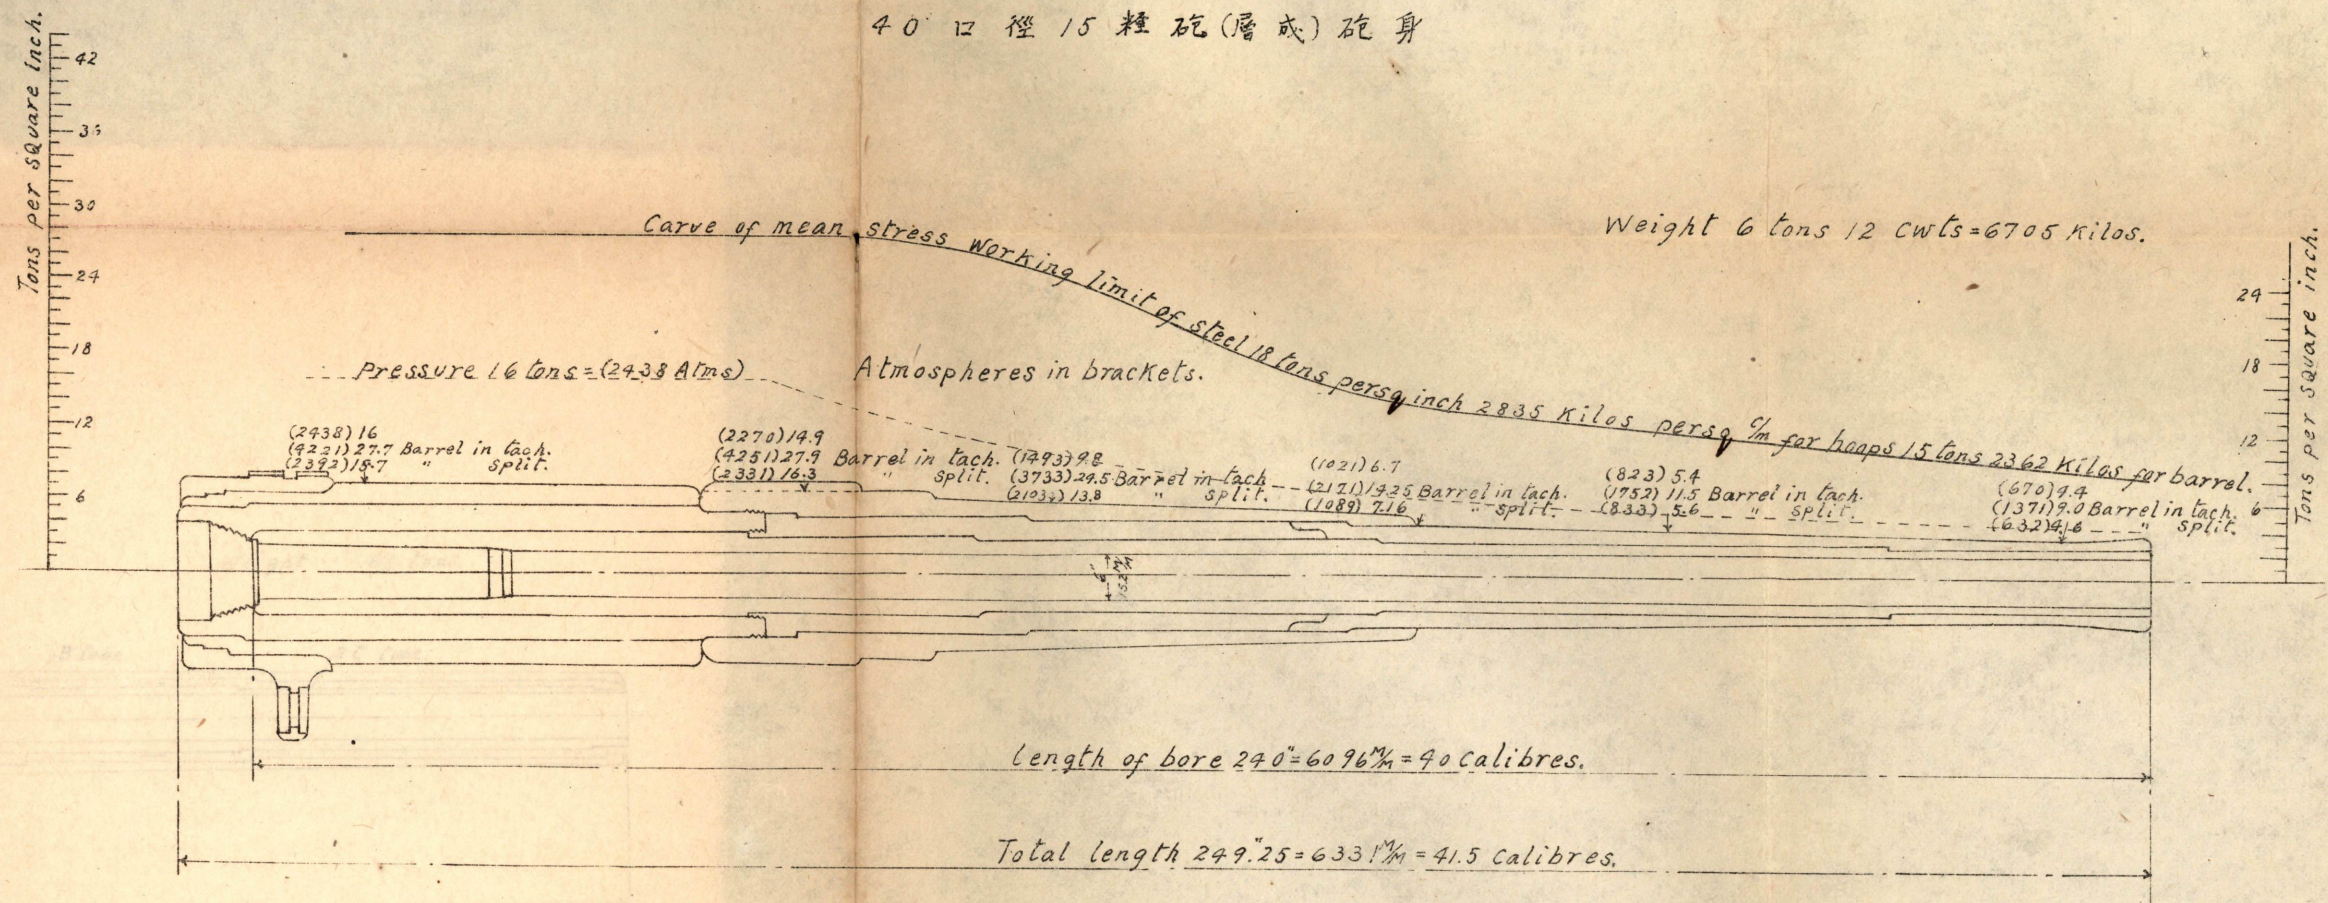 40 口 徑 15 糎 砲(層成)砲 身
Tons per square inch.
42
36
30
24
18
12
6
Carve of mean stress Working limit of steel 18 tons persq inch 2835 Kilos persq c/m for hoops 15 tons 2362 Kilos for barrel.
Weight 6 tons 12 cwts=6705 Kilos.
Pressure 16 tons=(2438 Atms)
Atmospheres in brackets.
(2438)16
(4221)27.7 Barrel in tach.
(2392)15.7 " split.
(2270)14.9
(4251)27.9 Barrel in tach.
(2331)16.3 " split.
(1493)9.8
(3733)24.5 Barrel in tach
(2103)13.8 " split.
(1021)6.7
(2171)14.25 Barrel in tach.
(1089)7.16 " split.
(823)5.4
(1752)11.5 Barrel in tach.
(833)5.6 " split.
(670)4.4
(1371)9.0 Barrel in tach.
(632)4.16 " split.
Tons per square inch.
24
18
12
6
6"
152 M/M
length of bore 240"=6096 M/M=40 calibres.
Total length 249".25=6331 M/M=41.5 calibres.